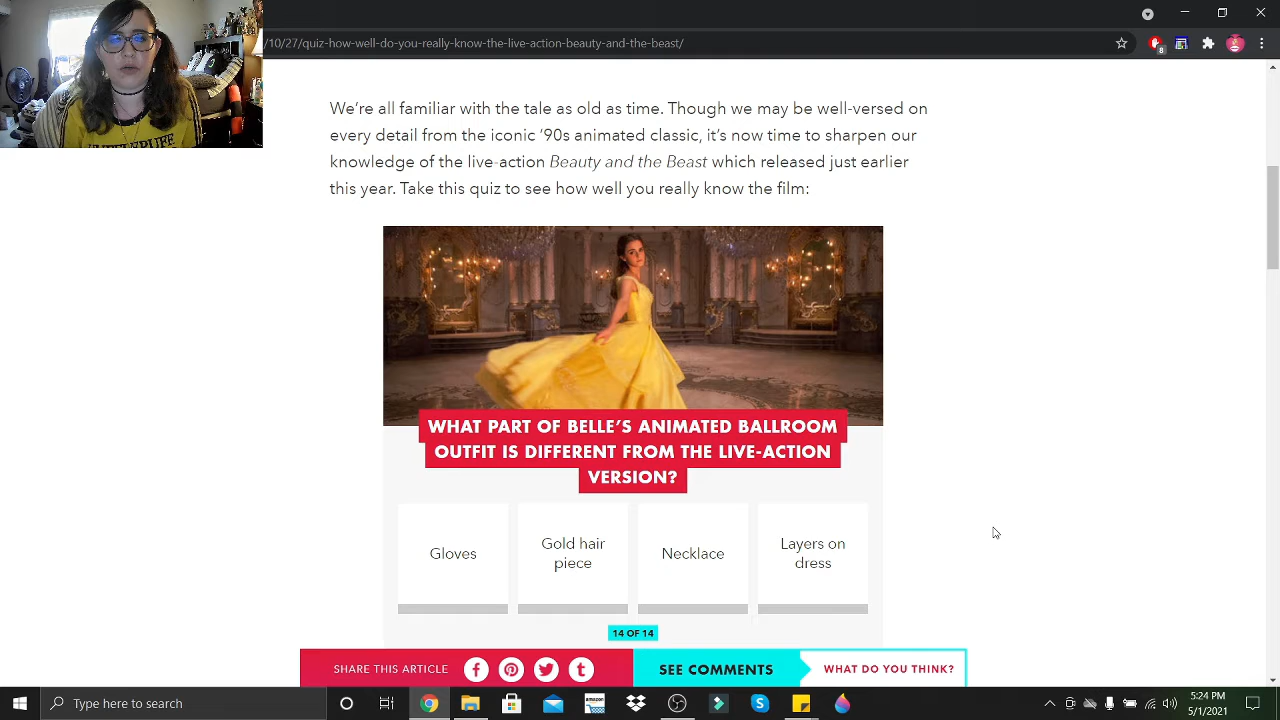 /10/27/quiz-how-well-do-you-really-know-the-live-action-beauty-and-the-beast/
8
We're all familiar with the tale as old as time. Though we may be well-versed on
every detail from the iconic '90s animated classic, it's now time to sharpen our
knowledge of the live-action Beauty and the Beast which released just earlier
this year. Take this quiz to see how well you really know the film:
WHAT PART OF BELLE'S ANIMATED BALLROOM
OUTFIT IS DIFFERENT FROM THE LIVE-ACTION
VERSION?
Gloves
Gold hair
piece
Necklace
Layers on
dress
14 OF 14
SHARE THIS ARTICLE
SEE COMMENTS
WHAT DO YOU THINK?
Type here to search
amazon
5:24 PM
5/1/2021